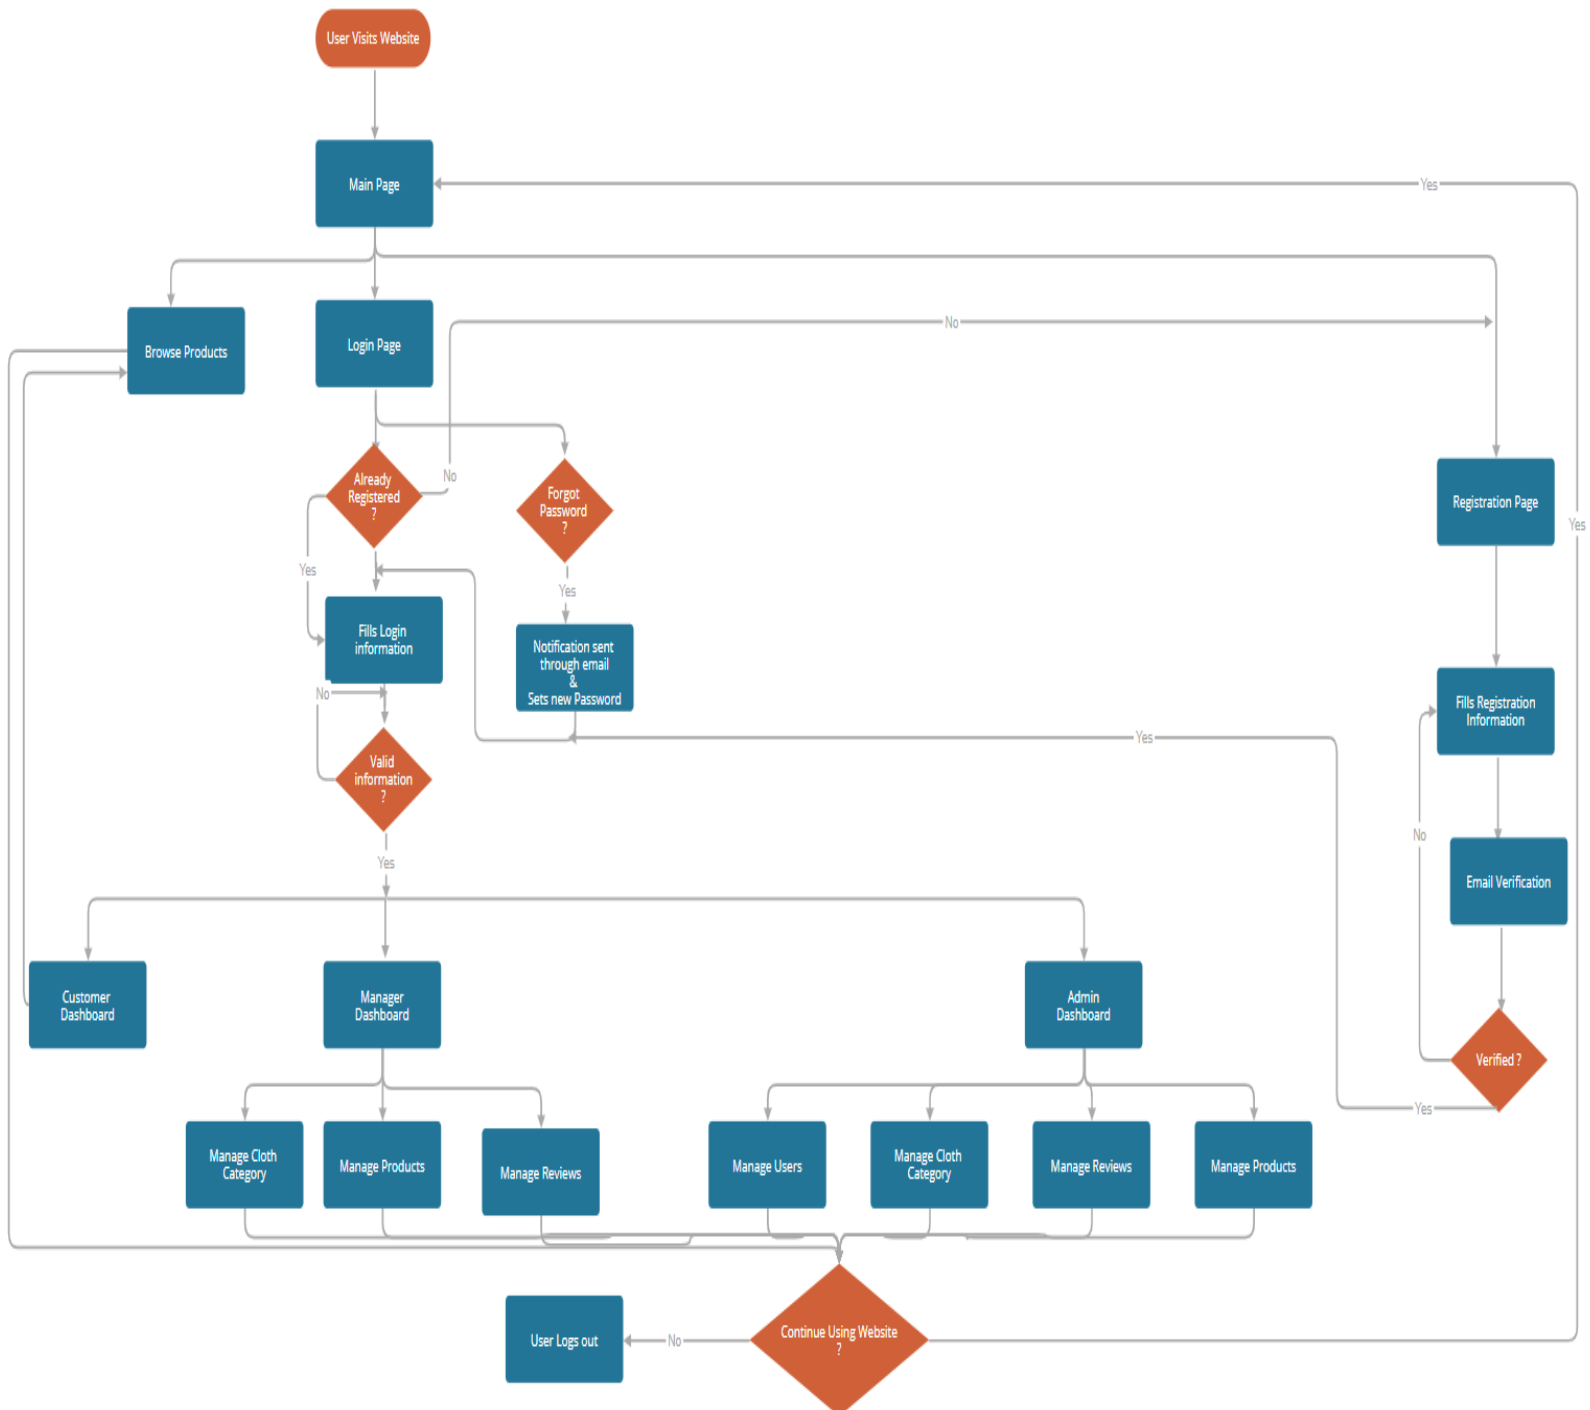 User Visits Website
Main Page
Yes
Browse Products
Login Page
No
Already
Registered
?
No
Forgot
Password
?
Registration Page
Yes
Yes
Yes
Fills Login
information
Notification sent
through email
&
Sets new Password
No
Fills Registration
Information
Yes
Valid
information
?
No
Yes
Email Verification
Customer
Dashboard
Manager
Dashboard
Admin
Dashboard
Verified ?
Yes
Manage Cloth
Category
Manage Products
Manage Reviews
Manage Users
Manage Cloth
Category
Manage Reviews
Manage Products
User Logs out
No
Continue Using Website
?